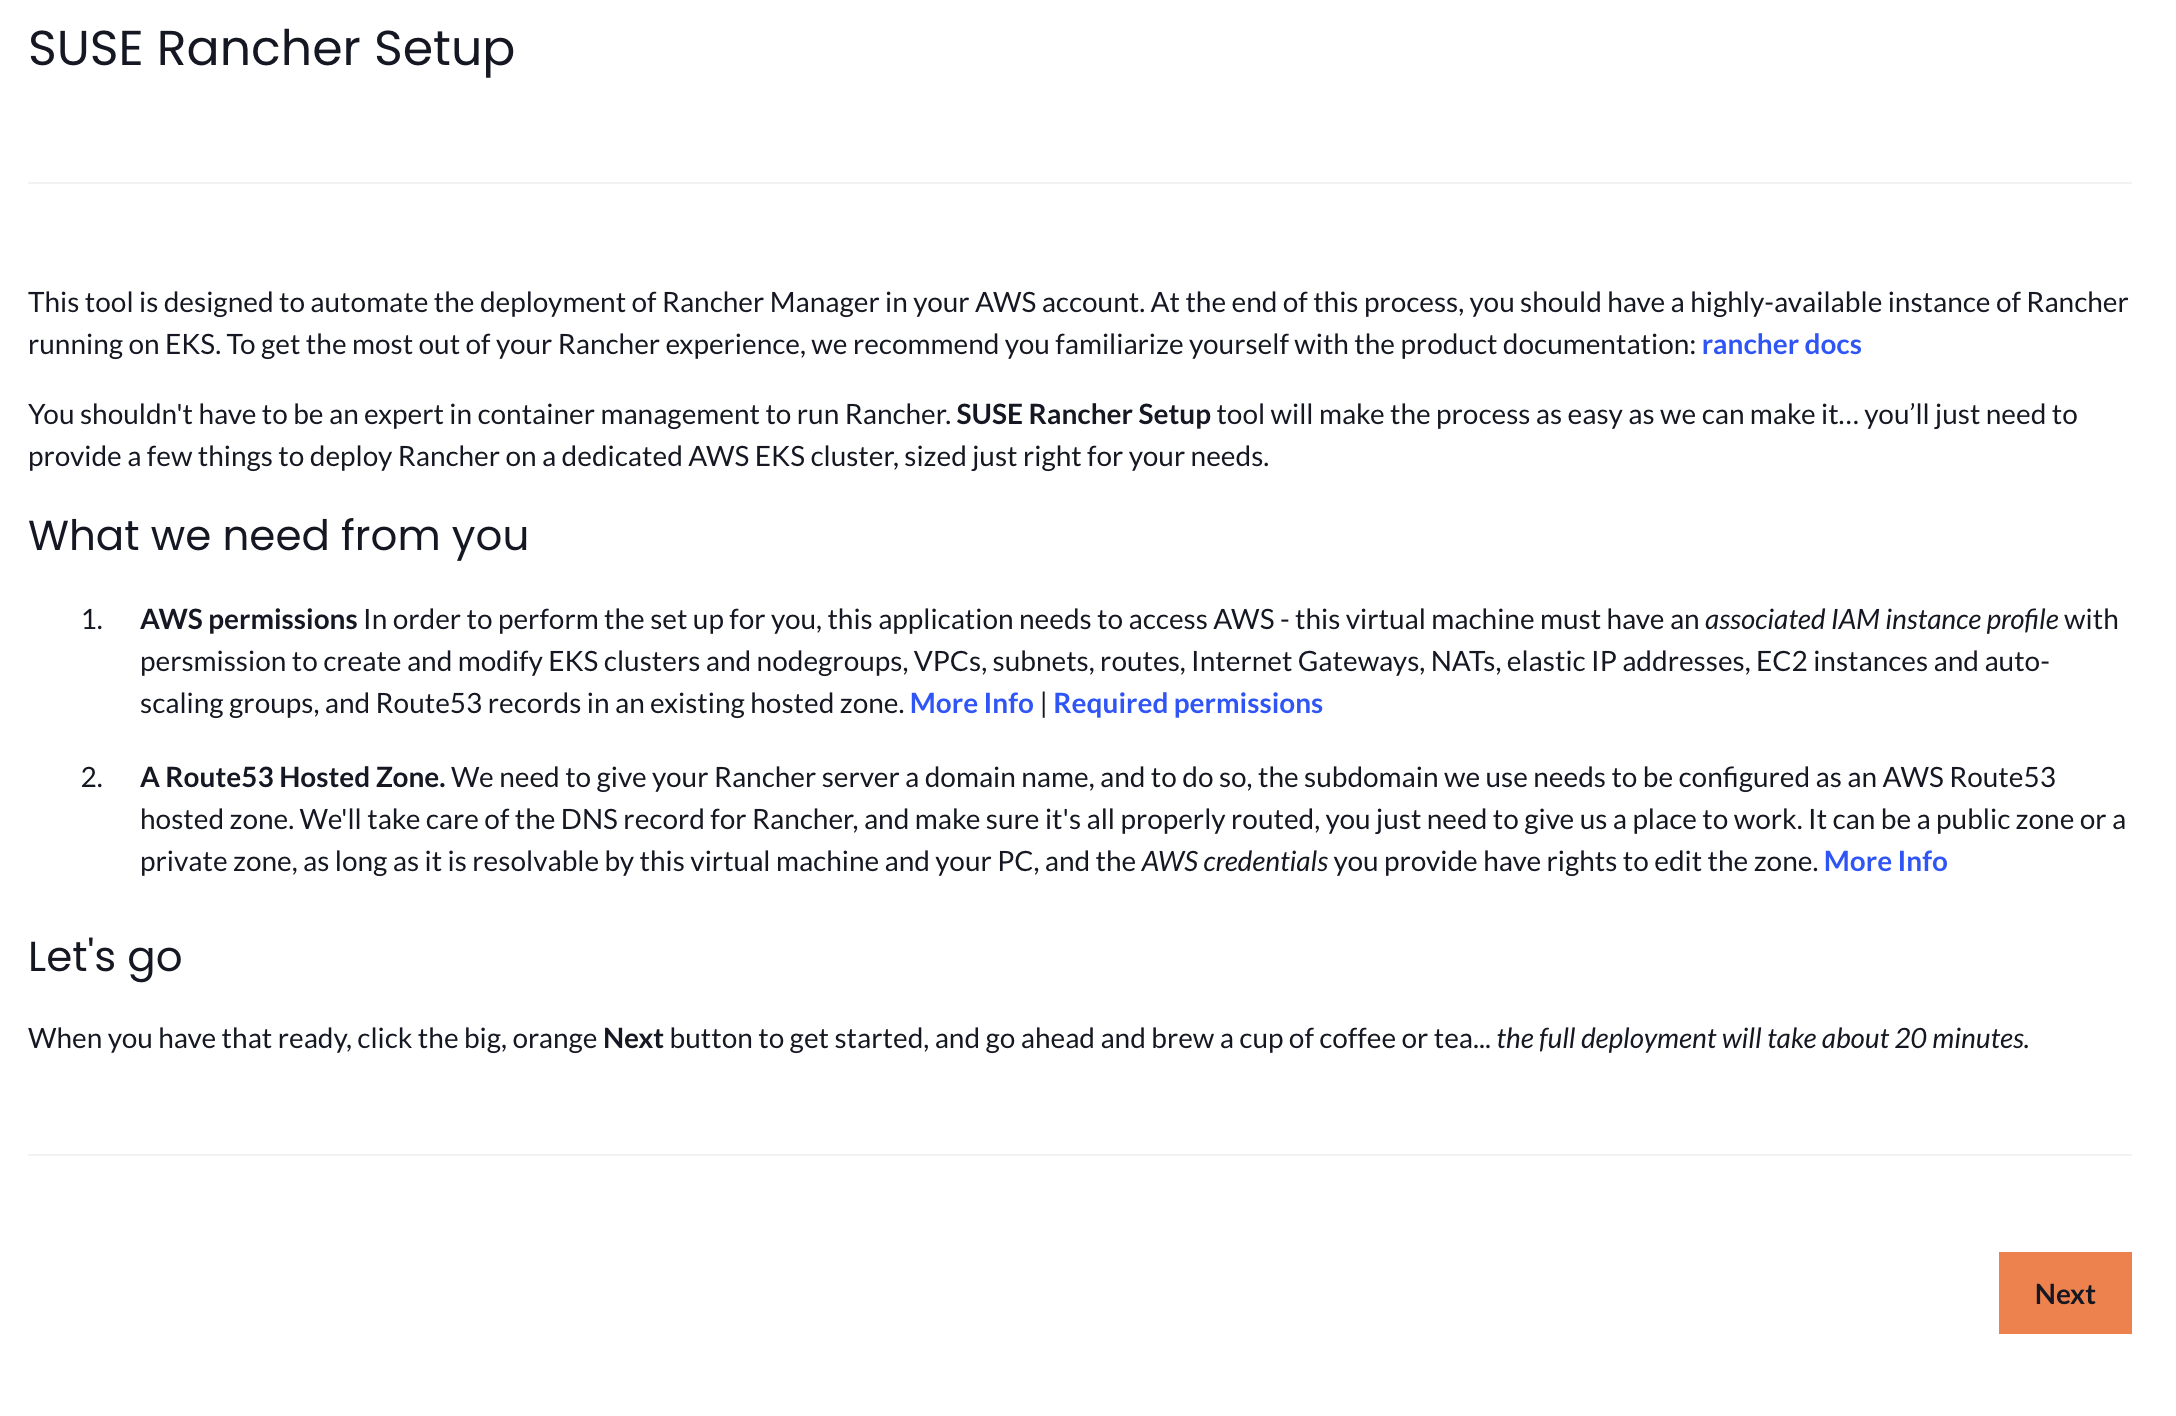 SUSE Rancher Setup
This tool is designed to automate the deployment of Rancher Manager in your AWS account. At the end of this process, you should have a highly-available instance of Rancher
running on EKS. To get the most out of your Rancher experience, we recommend you familiarize yourself with the product documentation: rancher docs
You shouldn't have to be an expert in container management to run Rancher. SUSE Rancher Setup tool will make the process as easy as we can make it… you’ll just need to
provide a few things to deploy Rancher on a dedicated AWS EKS cluster, sized just right for your needs.
What we need from you
1. AWS permissions In order to perform the set up for you, this application needs to access AWS - this virtual machine must have an associated IAM instance profile with
persmission to create and modify EKS clusters and nodegroups, VPCs, subnets, routes, Internet Gateways, NATs, elastic IP addresses, EC2 instances and auto-
scaling groups, and Route53 records in an existing hosted zone. More Info | Required permissions
2. A Route53 Hosted Zone. We need to give your Rancher server a domain name, and to do so, the subdomain we use needs to be configured as an AWS Route53
hosted zone. We'll take care of the DNS record for Rancher, and make sure it's all properly routed, you just need to give us a place to work. It can be a public zone or a
private zone, as long as it is resolvable by this virtual machine and your PC, and the AWS credentials you provide have rights to edit the zone. More Info
Let's go
When you have that ready, click the big, orange Next button to get started, and go ahead and brew a cup of coffee or tea... the full deployment will take about 20 minutes.
Next